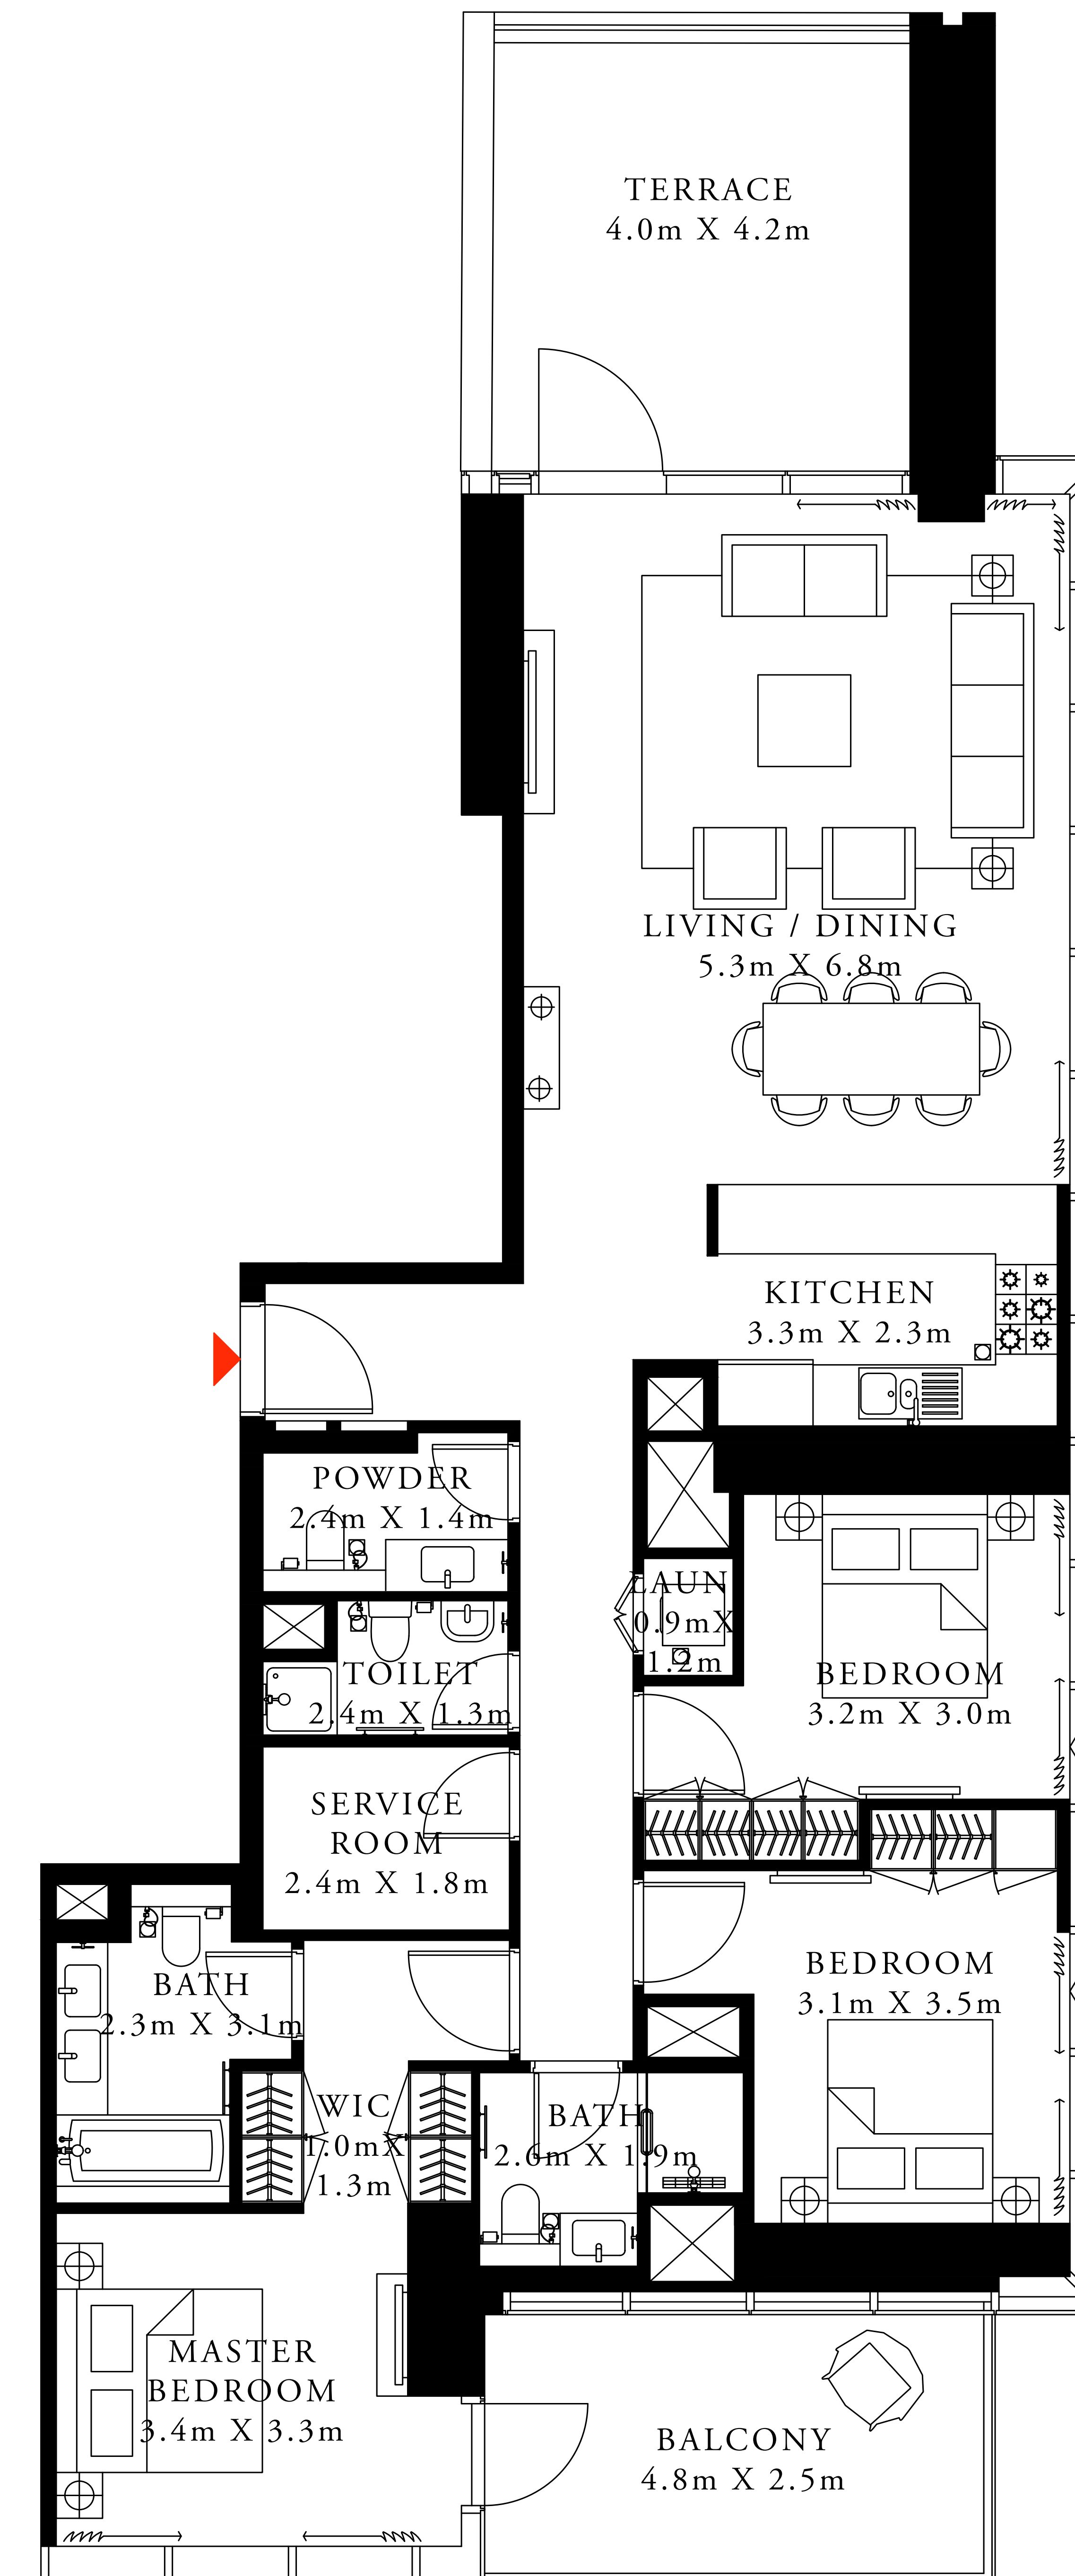 TERRACE
4.0m X 4.2m
LIVING / DINING
5.3m X 6.8m
KITCHEN
3.3m X 2.3m
POWDER
2.4m X 1.4m
LAUN
0.9mX
1.2m
TOILET
2.4m X 1.3m
BEDROOM
3.2m X 3.0m
SERVICE
ROOM
2.4m X 1.8m
BATH
2.3m X 3.1m
BEDROOM
3.1m X 3.5m
WIC
1.0mX
1.3m
BATH
2.6m X 1.9m
MASTER
BEDROOM
3.4m X 3.3m
BALCONY
4.8m X 2.5m